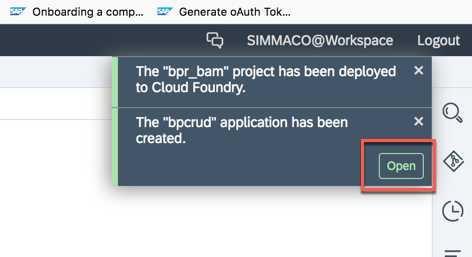 SAP Onboarding a comp... SAP Generate oAuth Tok...
SIMMACO@Workspace Logout
The "bpr_bam" project has been deployed
to Cloud Foundry.
The "bpcrud" application has been
created.
Open